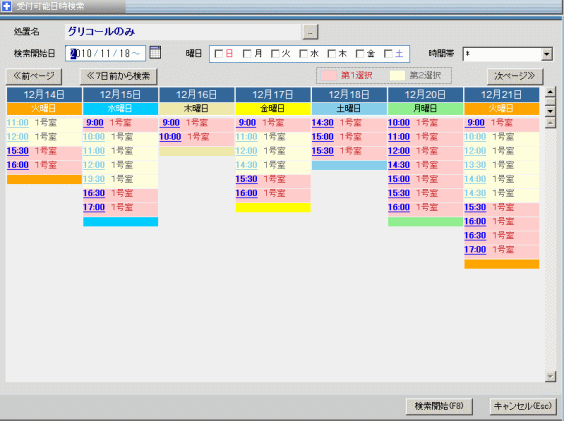 受付可能日時検索
処置名 グリコールのみ ...
検索開始日 2010/11/18～ 曜日 日 月 火 水 木 金 土 時間帯 *
≪前ページ ≪7日前から検索 第1選択 第2選択 次ページ≫
12月14日 12月15日 12月16日 12月17日 12月18日 12月20日 12月21日
火曜日 水曜日 木曜日 金曜日 土曜日 月曜日 火曜日
11:00 1号室 9:00 1号室 9:00 1号室 9:00 1号室 14:30 1号室 10:00 1号室 9:00 1号室
12:00 1号室 10:00 1号室 10:00 1号室 11:00 1号室 15:00 1号室 11:00 1号室 10:00 1号室
15:30 1号室 11:00 1号室 12:00 1号室 15:30 1号室 12:00 1号室 12:00 1号室
16:00 1号室 12:00 1号室 14:30 1号室 14:30 1号室 13:30 1号室
13:30 1号室 15:30 1号室 15:00 1号室 14:00 1号室
16:30 1号室 16:00 1号室 15:30 1号室 14:30 1号室
17:00 1号室 16:00 1号室 15:30 1号室
16:00 1号室
16:30 1号室
17:00 1号室
検索開始(F8) キャンセル(Esc)